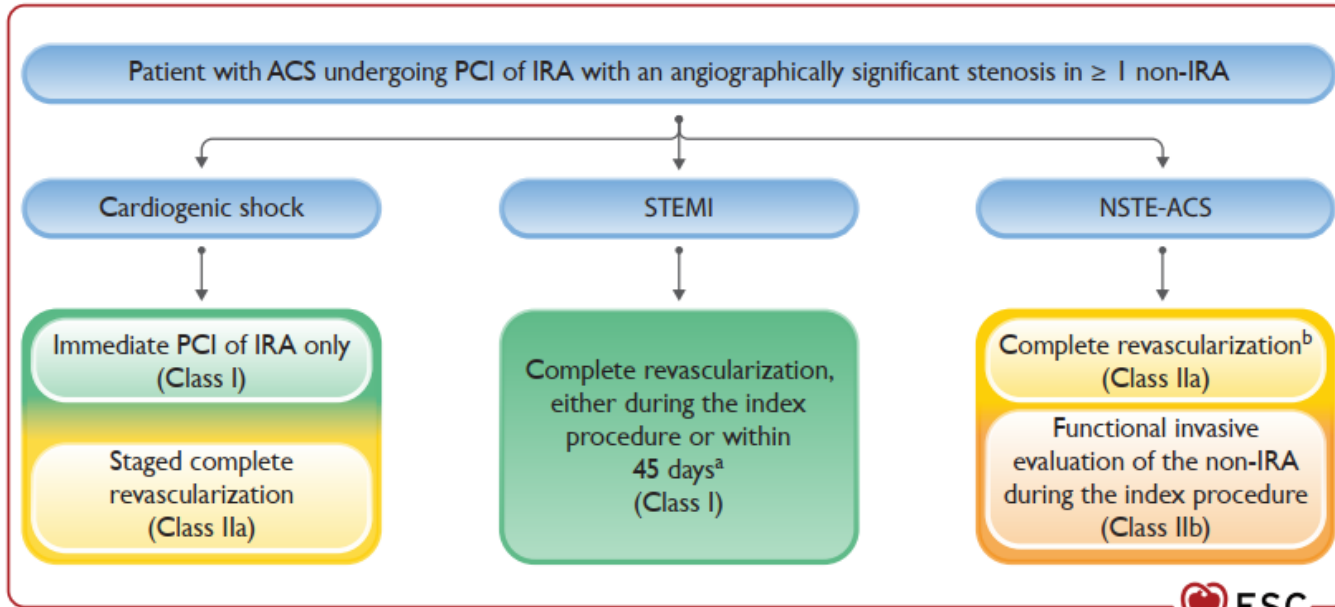 Patient with ACS undergoing PCI of IRA with an angiographically significant stenosis in ≥ 1 non-IRA
Cardiogenic shock
STEMI
NSTE-ACS
Immediate PCI of IRA only
(Class I)
Staged complete
revascularization
(Class IIa)
Complete revascularization,
either during the index
procedure or within
45 daysᵃ
(Class I)
Complete revascularizationᵇ
(Class IIa)
Functional invasive
evaluation of the non-IRA
during the index procedure
(Class IIb)
ESC